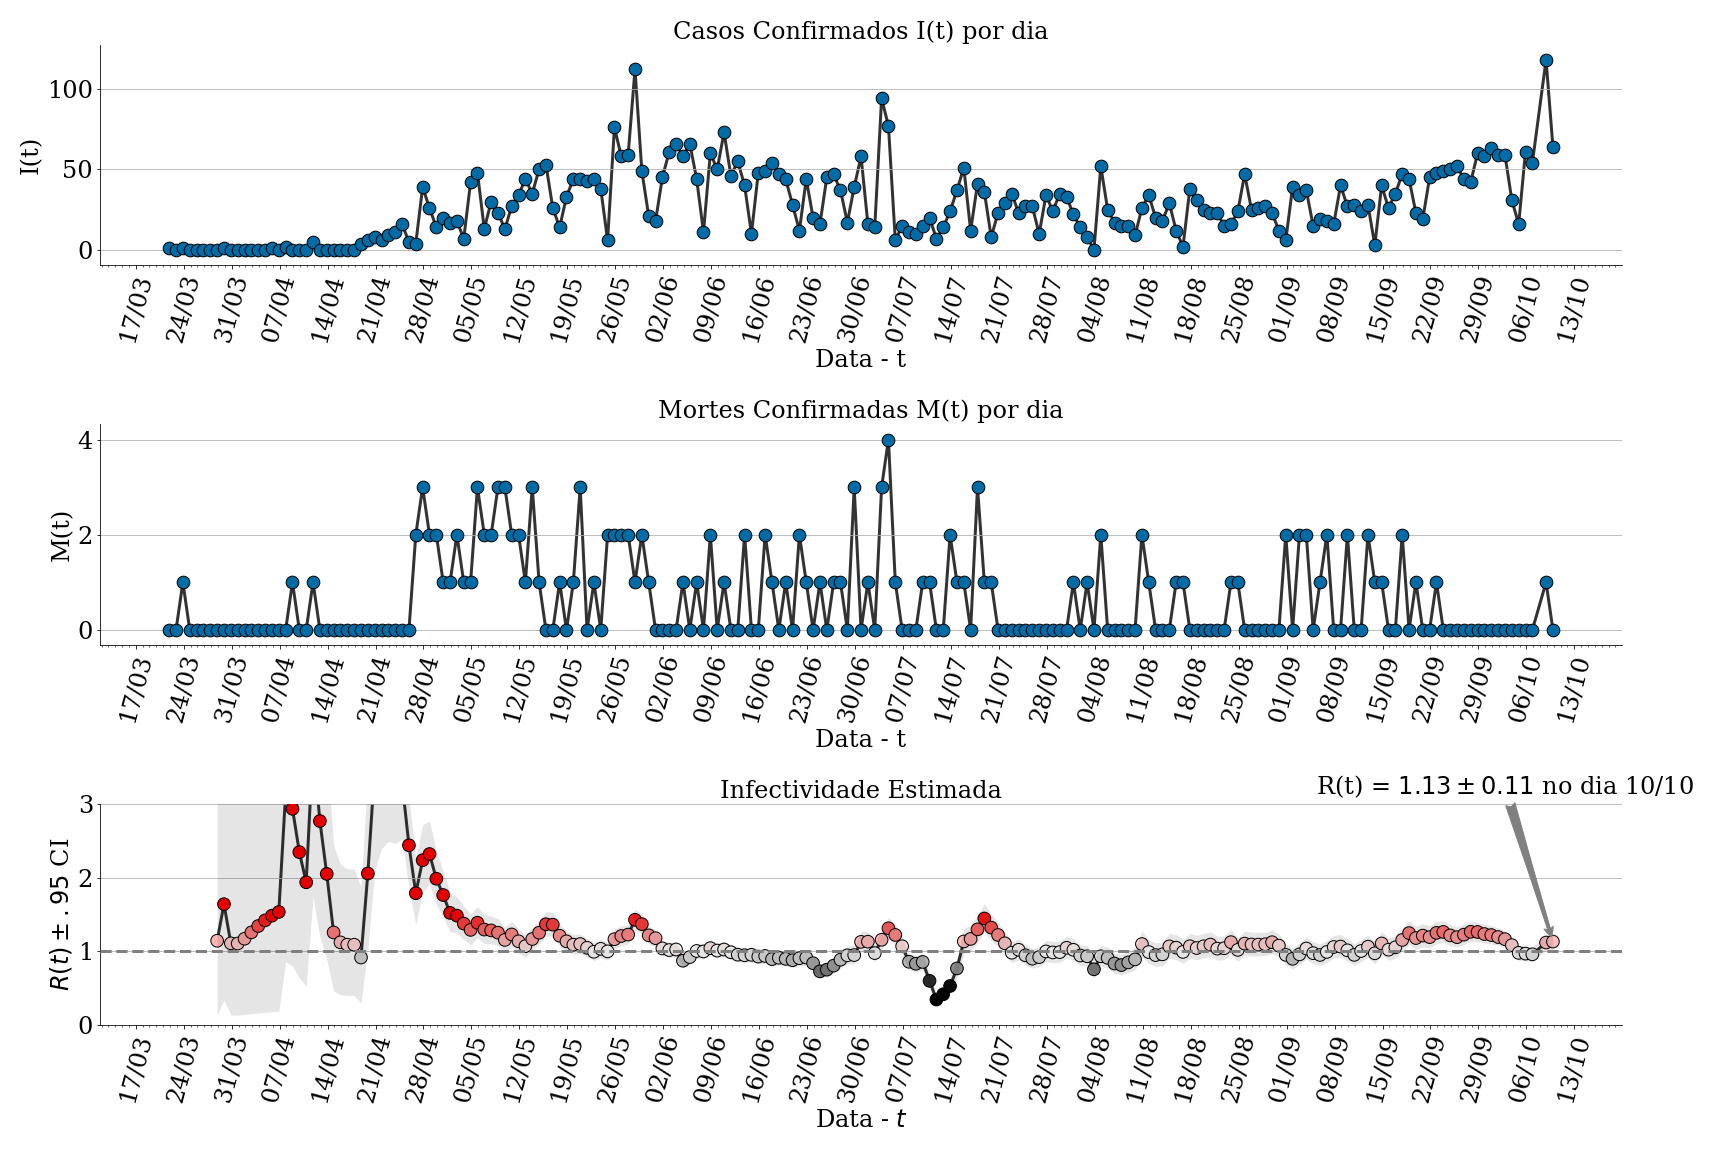 Casos Confirmados I(t) por dia
I(t)
100
50
0
17/03 24/03 31/03 07/04 14/04 21/04 28/04 05/05 12/05 19/05 26/05 02/06 09/06 16/06 23/06 30/06 07/07 14/07 21/07 28/07 04/08 11/08 18/08 25/08 01/09 08/09 15/09 22/09 29/09 06/10 13/10
Data - t
Mortes Confirmadas M(t) por dia
M(t)
4
2
0
17/03 24/03 31/03 07/04 14/04 21/04 28/04 05/05 12/05 19/05 26/05 02/06 09/06 16/06 23/06 30/06 07/07 14/07 21/07 28/07 04/08 11/08 18/08 25/08 01/09 08/09 15/09 22/09 29/09 06/10 13/10
Data - t
Infectividade Estimada
R(t) = 1.13 ± 0.11 no dia 10/10
R(t) ± .95 CI
3
2
1
0
17/03 24/03 31/03 07/04 14/04 21/04 28/04 05/05 12/05 19/05 26/05 02/06 09/06 16/06 23/06 30/06 07/07 14/07 21/07 28/07 04/08 11/08 18/08 25/08 01/09 08/09 15/09 22/09 29/09 06/10 13/10
Data - t